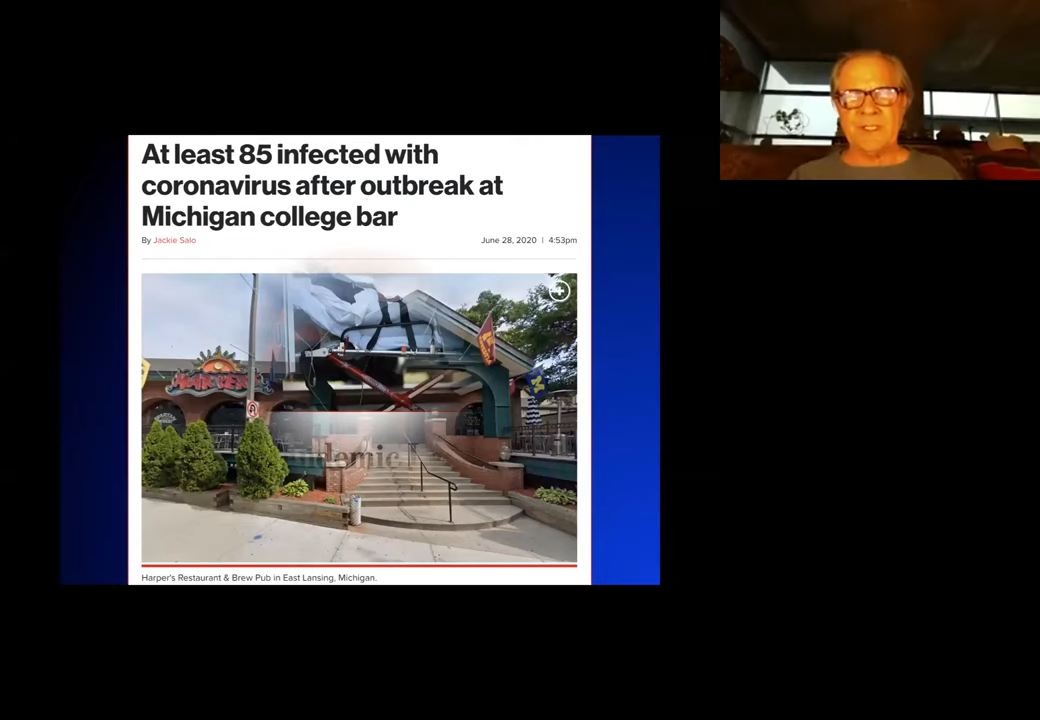 At least 85 infected with
coronavirus after outbreak at
Michigan college bar
By Jackie Salo June 28, 2020 | 4:53pm
HARPER'S
M
demic
Harper's Restaurant & Brew Pub in East Lansing, Michigan.